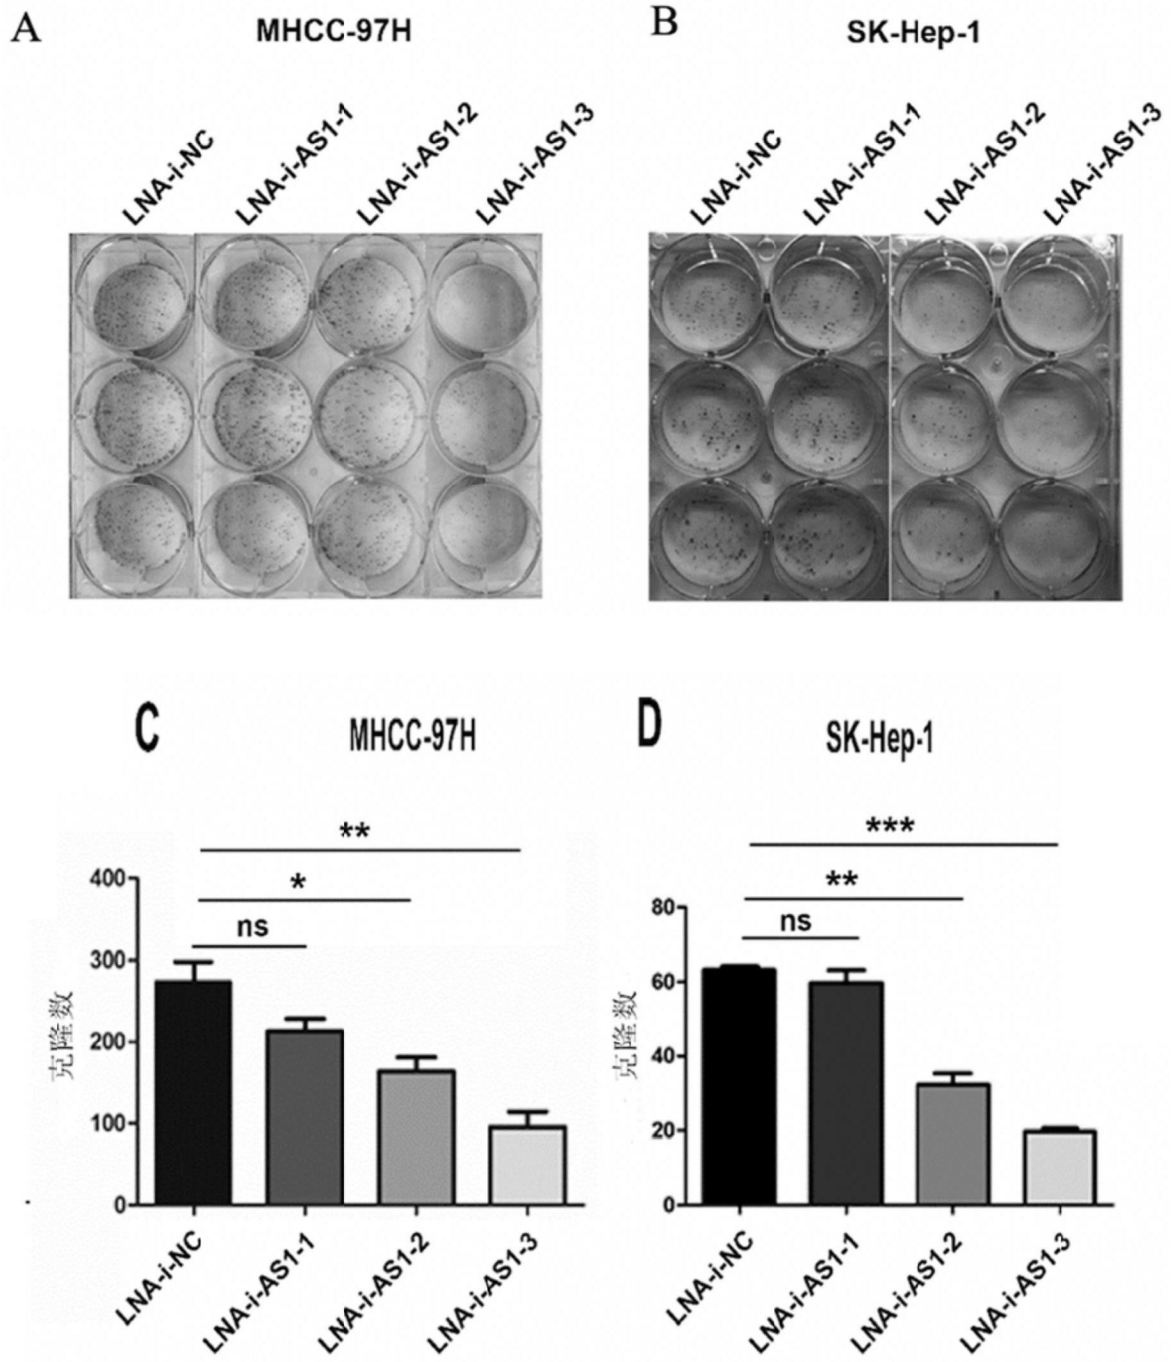 A
MHCC-97H
LNA-i-NC
LNA-i-AS1-1
LNA-i-AS1-2
LNA-i-AS1-3
B
SK-Hep-1
LNA-i-NC
LNA-i-AS1-1
LNA-i-AS1-2
LNA-i-AS1-3
C
MHCC-97H
**
*
ns
400
300
200
100
0
克隆数
LNA-i-NC
LNA-i-AS1-1
LNA-i-AS1-2
LNA-i-AS1-3
D
SK-Hep-1
***
**
ns
80
60
40
20
0
克隆数
LNA-i-NC
LNA-i-AS1-1
LNA-i-AS1-2
LNA-i-AS1-3